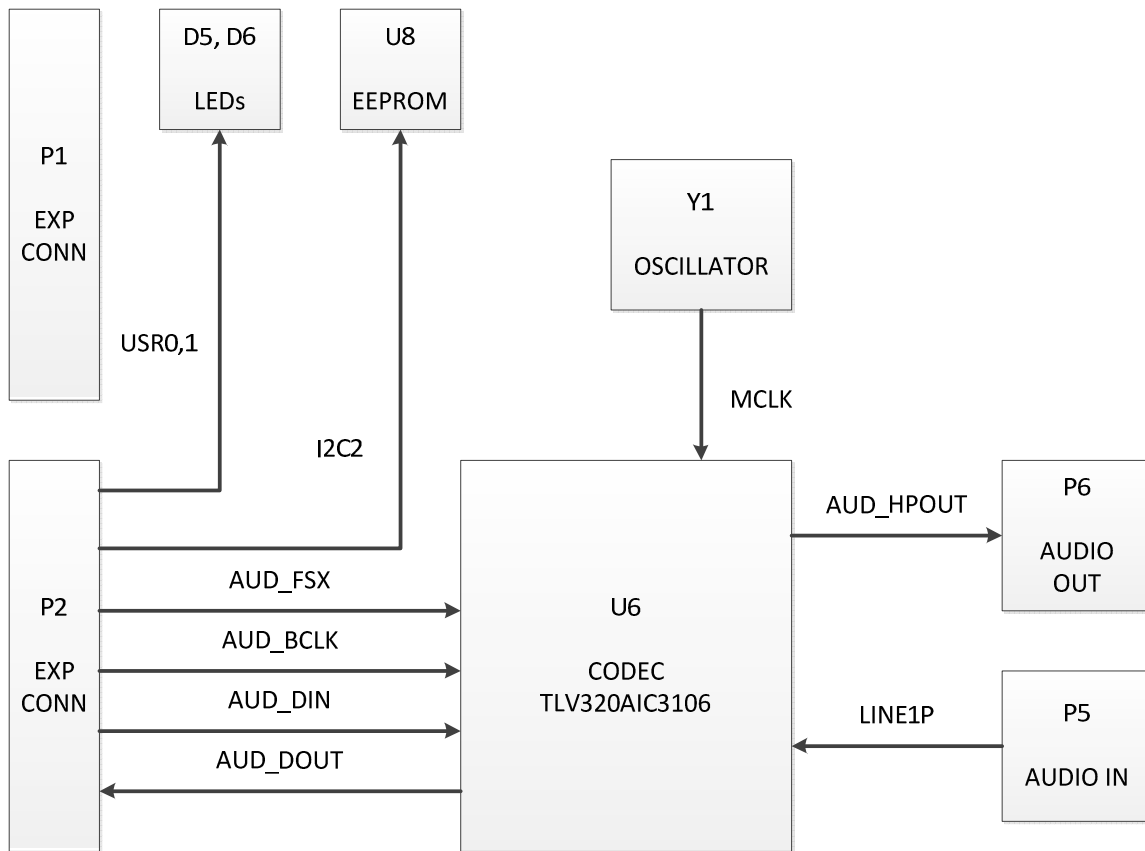 D5, D6
LEDs
U8
EEPROM
P1
EXP
CONN
Y1
OSCILLATOR
USR0,1
MCLK
I2C2
P2
EXP
CONN
AUD_FSX
AUD_BCLK
AUD_DIN
AUD_DOUT
U6
CODEC
TLV320AIC3106
AUD_HPOUT
P6
AUDIO
OUT
LINE1P
P5
AUDIO IN